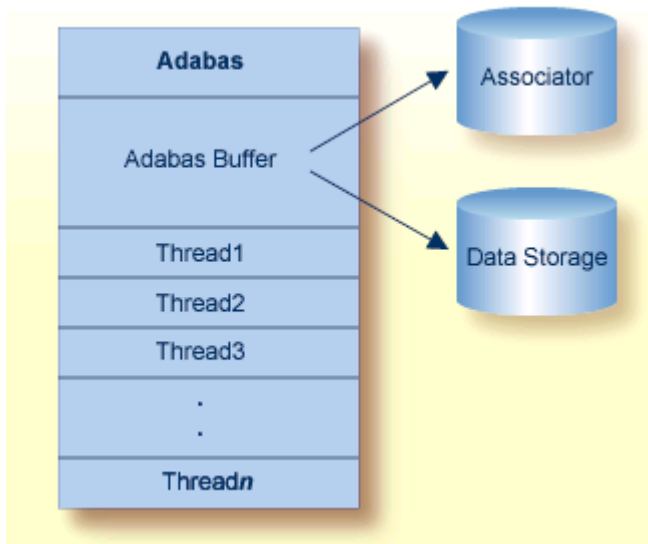 Adabas
Adabas Buffer
Thread1
Thread2
Thread3
.
.
Threadn
Associator
Data Storage